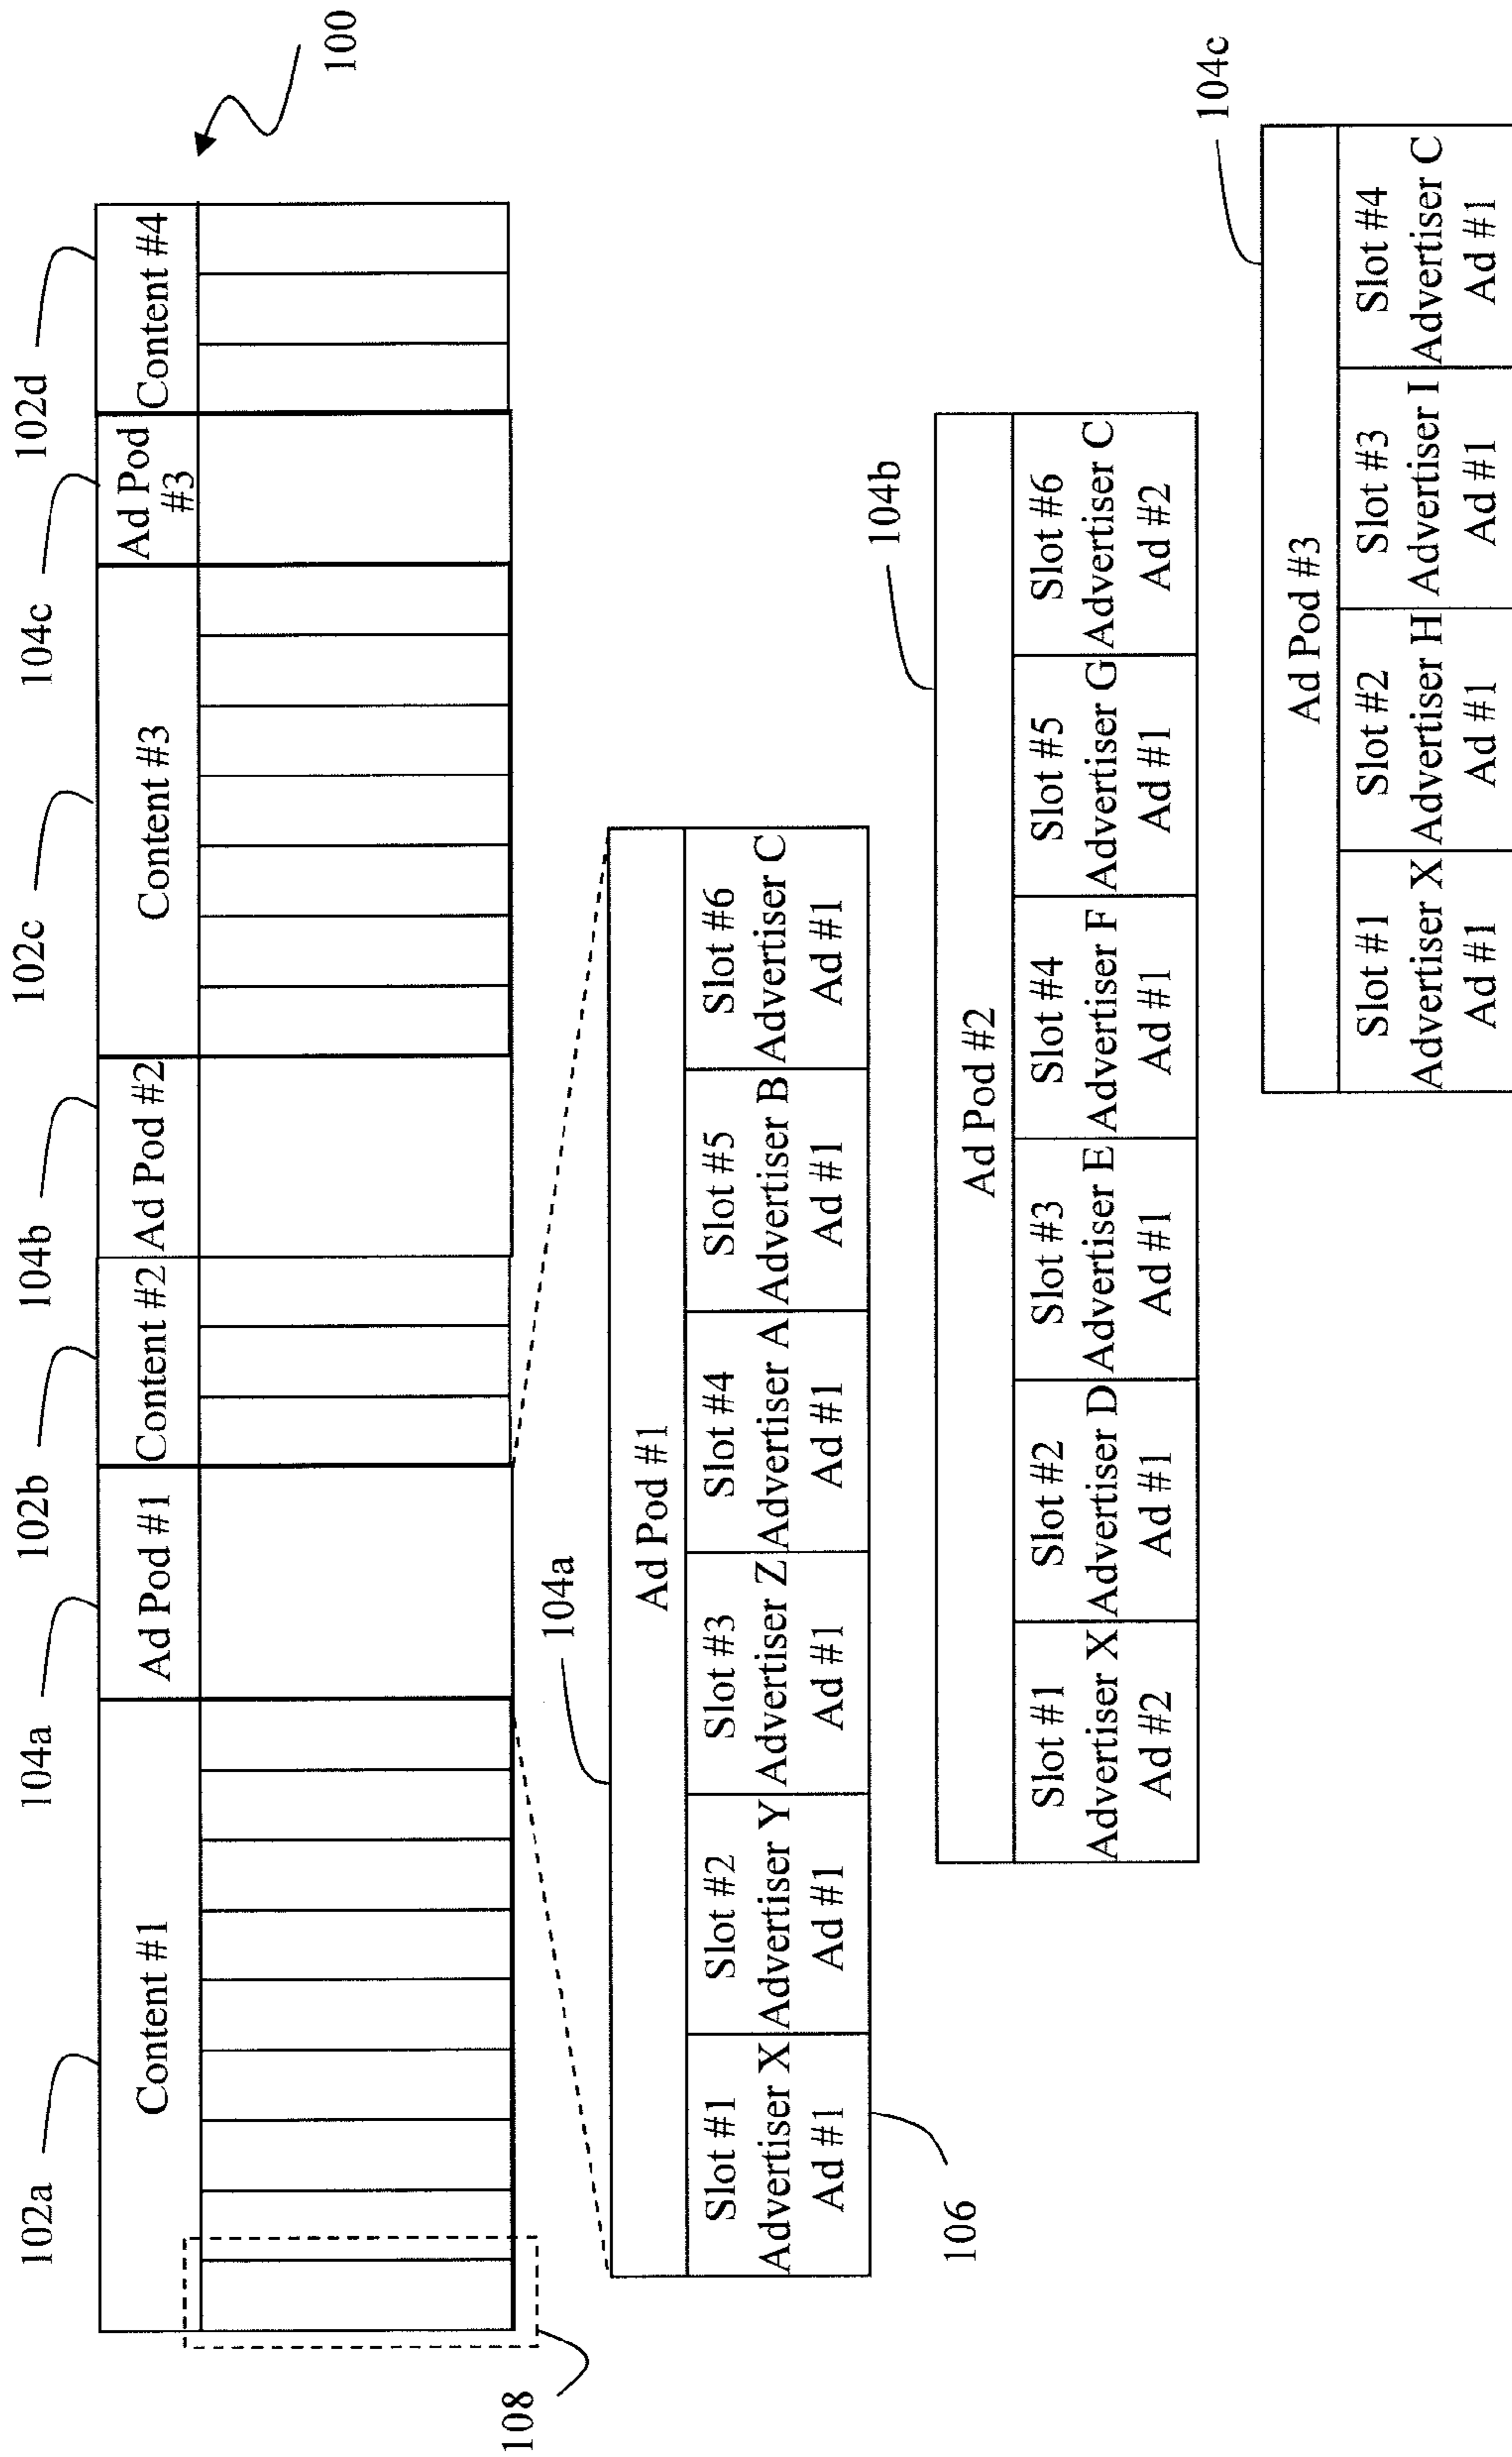 102a
104a
102b
104b
102c
104c
102d
100
Content #1
Ad Pod #1
Content #2
Ad Pod #2
Content #3
Ad Pod
#3
Content #4
108
104a
Ad Pod #1
Slot #1
Advertiser X
Ad #1
Slot #2
Advertiser Y
Ad #1
Slot #3
Advertiser Z
Ad #1
Slot #4
Advertiser A
Ad #1
Slot #5
Advertiser B
Ad #1
Slot #6
Advertiser C
Ad #1
106
104b
Ad Pod #2
Slot #1
Advertiser X
Ad #2
Slot #2
Advertiser D
Ad #1
Slot #3
Advertiser E
Ad #1
Slot #4
Advertiser F
Ad #1
Slot #5
Advertiser G
Ad #1
Slot #6
Advertiser C
Ad #2
104c
Ad Pod #3
Slot #1
Advertiser X
Ad #1
Slot #2
Advertiser H
Ad #1
Slot #3
Advertiser I
Ad #1
Slot #4
Advertiser C
Ad #1